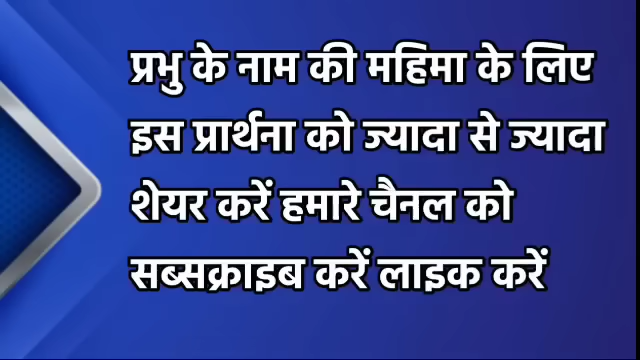 प्रभु के नाम की महिमा के लिए
इस प्रार्थना को ज्यादा से ज्यादा
शेयर करें हमारे चैनल को
सब्सक्राइब करें लाइक करें